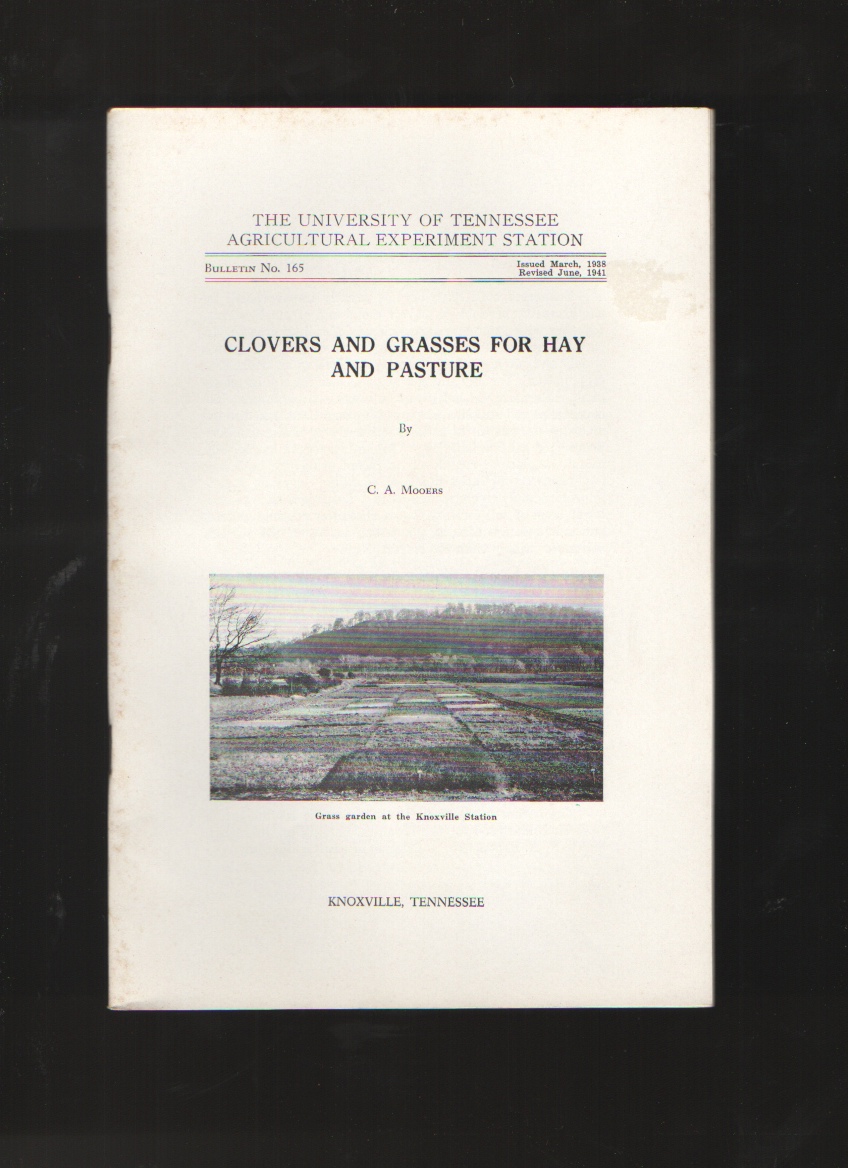 THE UNIVERSITY OF TENNESSEE
AGRICULTURAL EXPERIMENT STATION
BULLETIN NO. 165
Issued March, 1938
Revised June, 1941
CLOVERS AND GRASSES FOR HAY
AND PASTURE
By
C. A. MOOERS
Grass garden at the Knoxville Station
KNOXVILLE, TENNESSEE